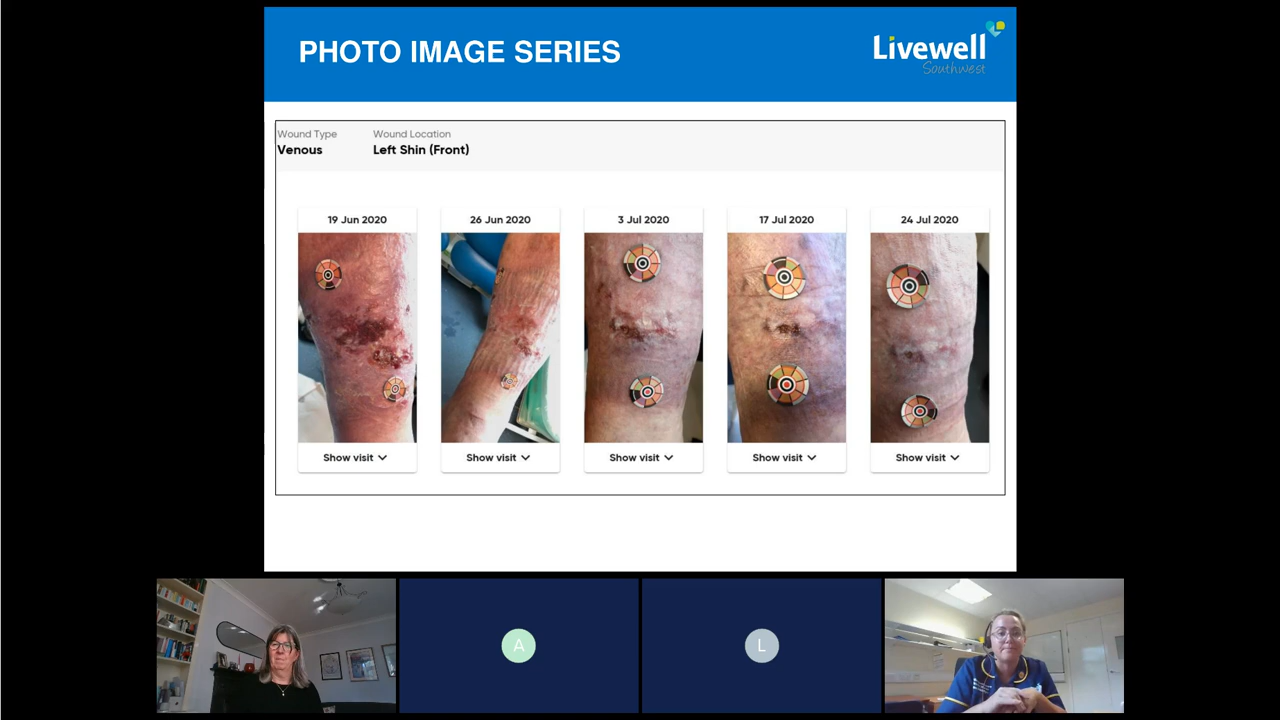 PHOTO IMAGE SERIES
Livewell
Southwest
Wound Type
Wound Location
Venous
Left Shin (Front)
19 Jun 2020
26 Jun 2020
3 Jul 2020
17 Jul 2020
24 Jul 2020
Show visit
Show visit
Show visit
Show visit
Show visit
A
L